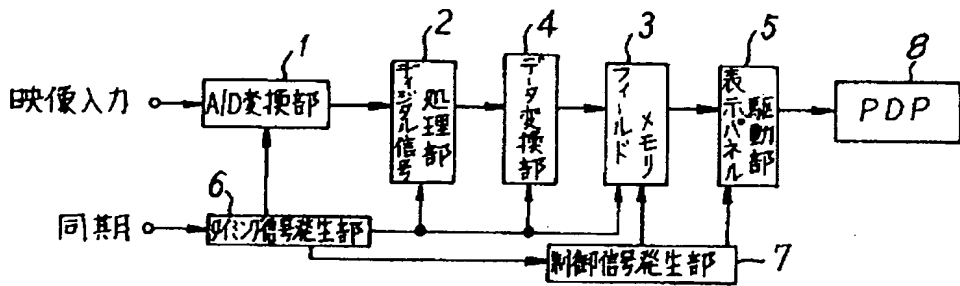 1
2
4
3
5
8
映像入力
A/D変換部
ディジタル信号
処理部
データ変換部
フィールド
メモリ
表示パネル
駆動部
PDP
同期
6
タイミング信号発生部
制御信号発生部
7